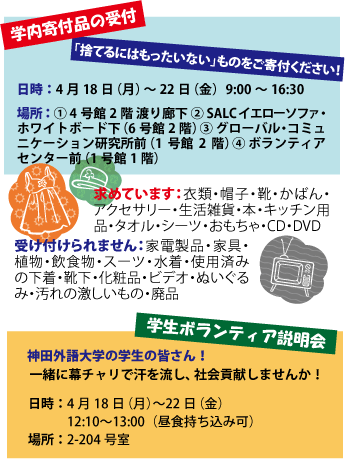 学内寄付品の受付
「捨てるにはもったいない」ものをご寄付ください！
日時：4月18日（月）～22日（金）9:00～16:30
場所：①4号館2階渡り廊下②SALCイエローソファ・
ホワイトボード下（6号館2階）③グローバル・コミュ
ニケーション研究所前（1号館2階）④ボランティア
センター前（1号館1階）
求めています：衣類・帽子・靴・かばん・
アクセサリー・生活雑貨・本・キッチン用
品・タオル・シーツ・おもちゃ・CD・DVD
受け付けられません：家電製品・家具・
植物・飲食物・スーツ・水着・使用済み
の下着・靴下・化粧品・ビデオ・ぬいぐる
み・汚れの激しいもの・廃品
学生ボランティア説明会
神田外語大学の学生の皆さん！
一緒に幕チャリで汗を流し、社会貢献しませんか！
日時：4月18日（月）～22日（金）
12:10～13:00（昼食持ち込み可）
場所：2-204号室